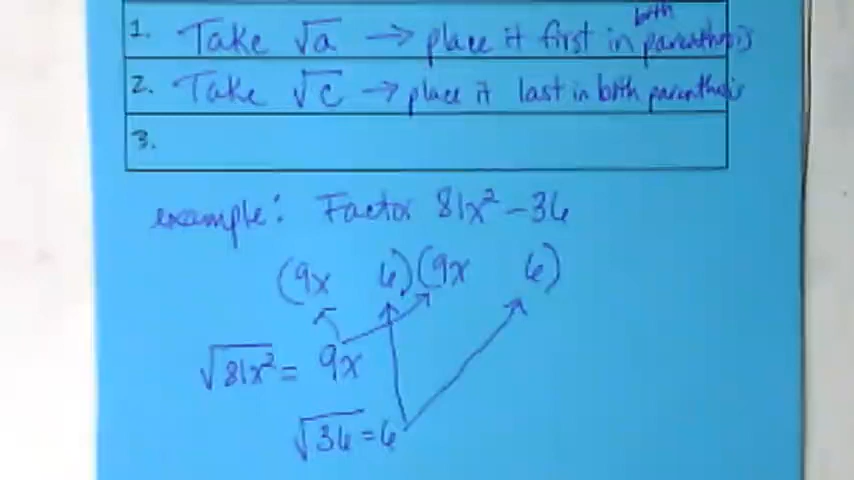 1. Take √a → place it first in both parenthesis
2. Take √c → place it last in both parenthesis
3.
example: Factor 81x² - 36
(9x 6)(9x 6)
√81x² = 9x
√36 = 6